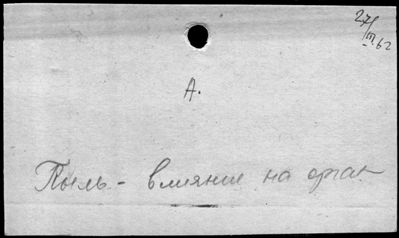 27/III 62
А.
Пыль - влияние на орган